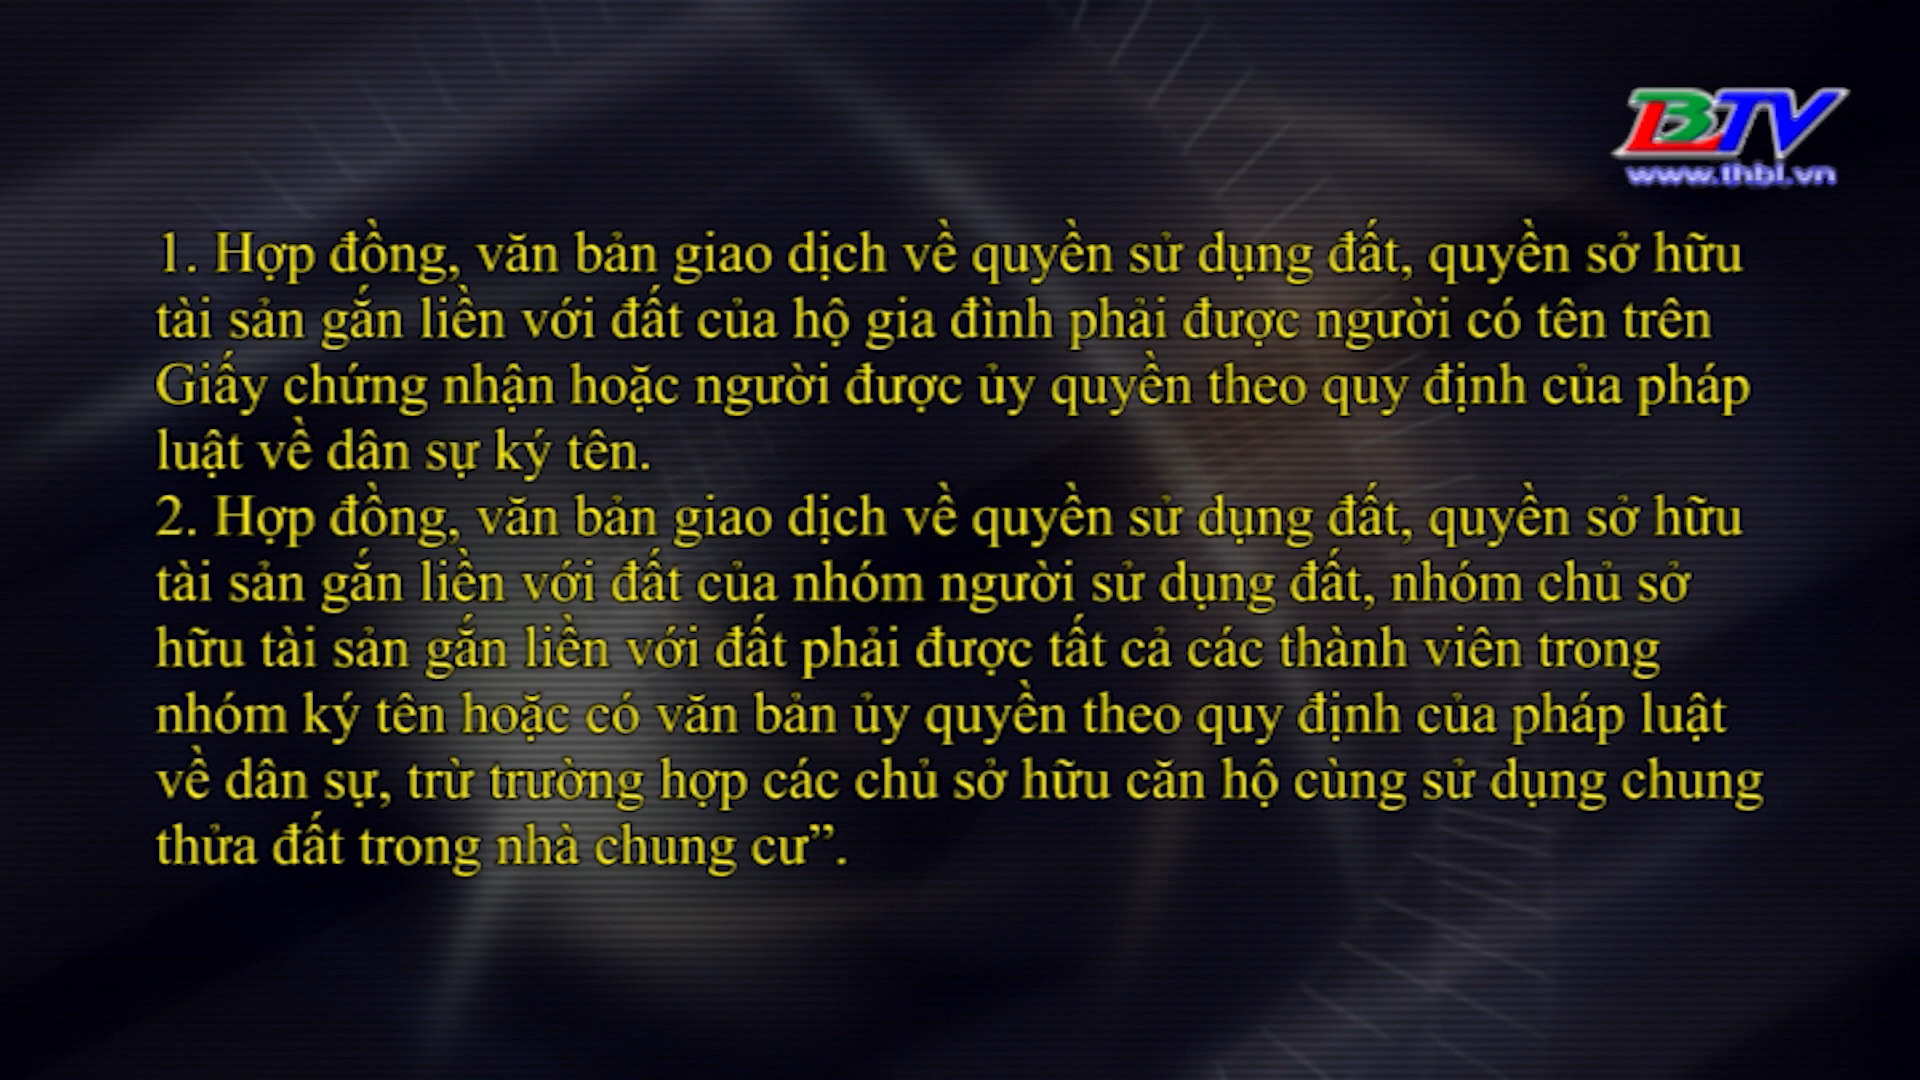 BTV
www.thbl.vn
1. Hợp đồng, văn bản giao dịch về quyền sử dụng đất, quyền sở hữu
tài sản gắn liền với đất của hộ gia đình phải được người có tên trên
Giấy chứng nhận hoặc người được ủy quyền theo quy định của pháp
luật về dân sự ký tên.
2. Hợp đồng, văn bản giao dịch về quyền sử dụng đất, quyền sở hữu
tài sản gắn liền với đất của nhóm người sử dụng đất, nhóm chủ sở
hữu tài sản gắn liền với đất phải được tất cả các thành viên trong
nhóm ký tên hoặc có văn bản ủy quyền theo quy định của pháp luật
về dân sự, trừ trường hợp các chủ sở hữu căn hộ cùng sử dụng chung
thửa đất trong nhà chung cư”.